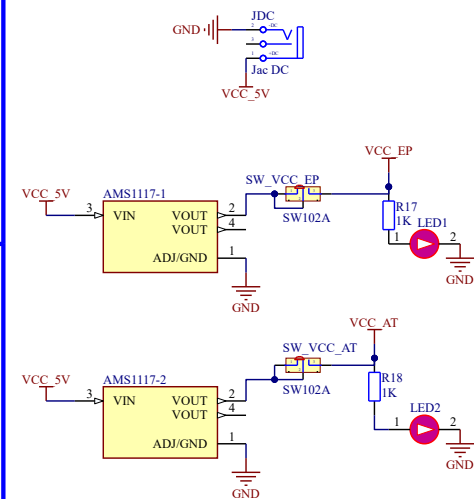 JDC
GND
2
-DC
3
1
+DC
Jac DC
VCC_5V
VCC_EP
SW_VCC_EP
VCC_5V
AMS1117-1
3
VIN
VOUT
2
VOUT
4
SW102A
R17
1K
LED1
1
2
ADJ/GND
1
GND
GND
VCC_AT
SW_VCC_AT
VCC_5V
AMS1117-2
3
VIN
VOUT
2
VOUT
4
SW102A
R18
1K
LED2
1
2
ADJ/GND
1
GND
GND